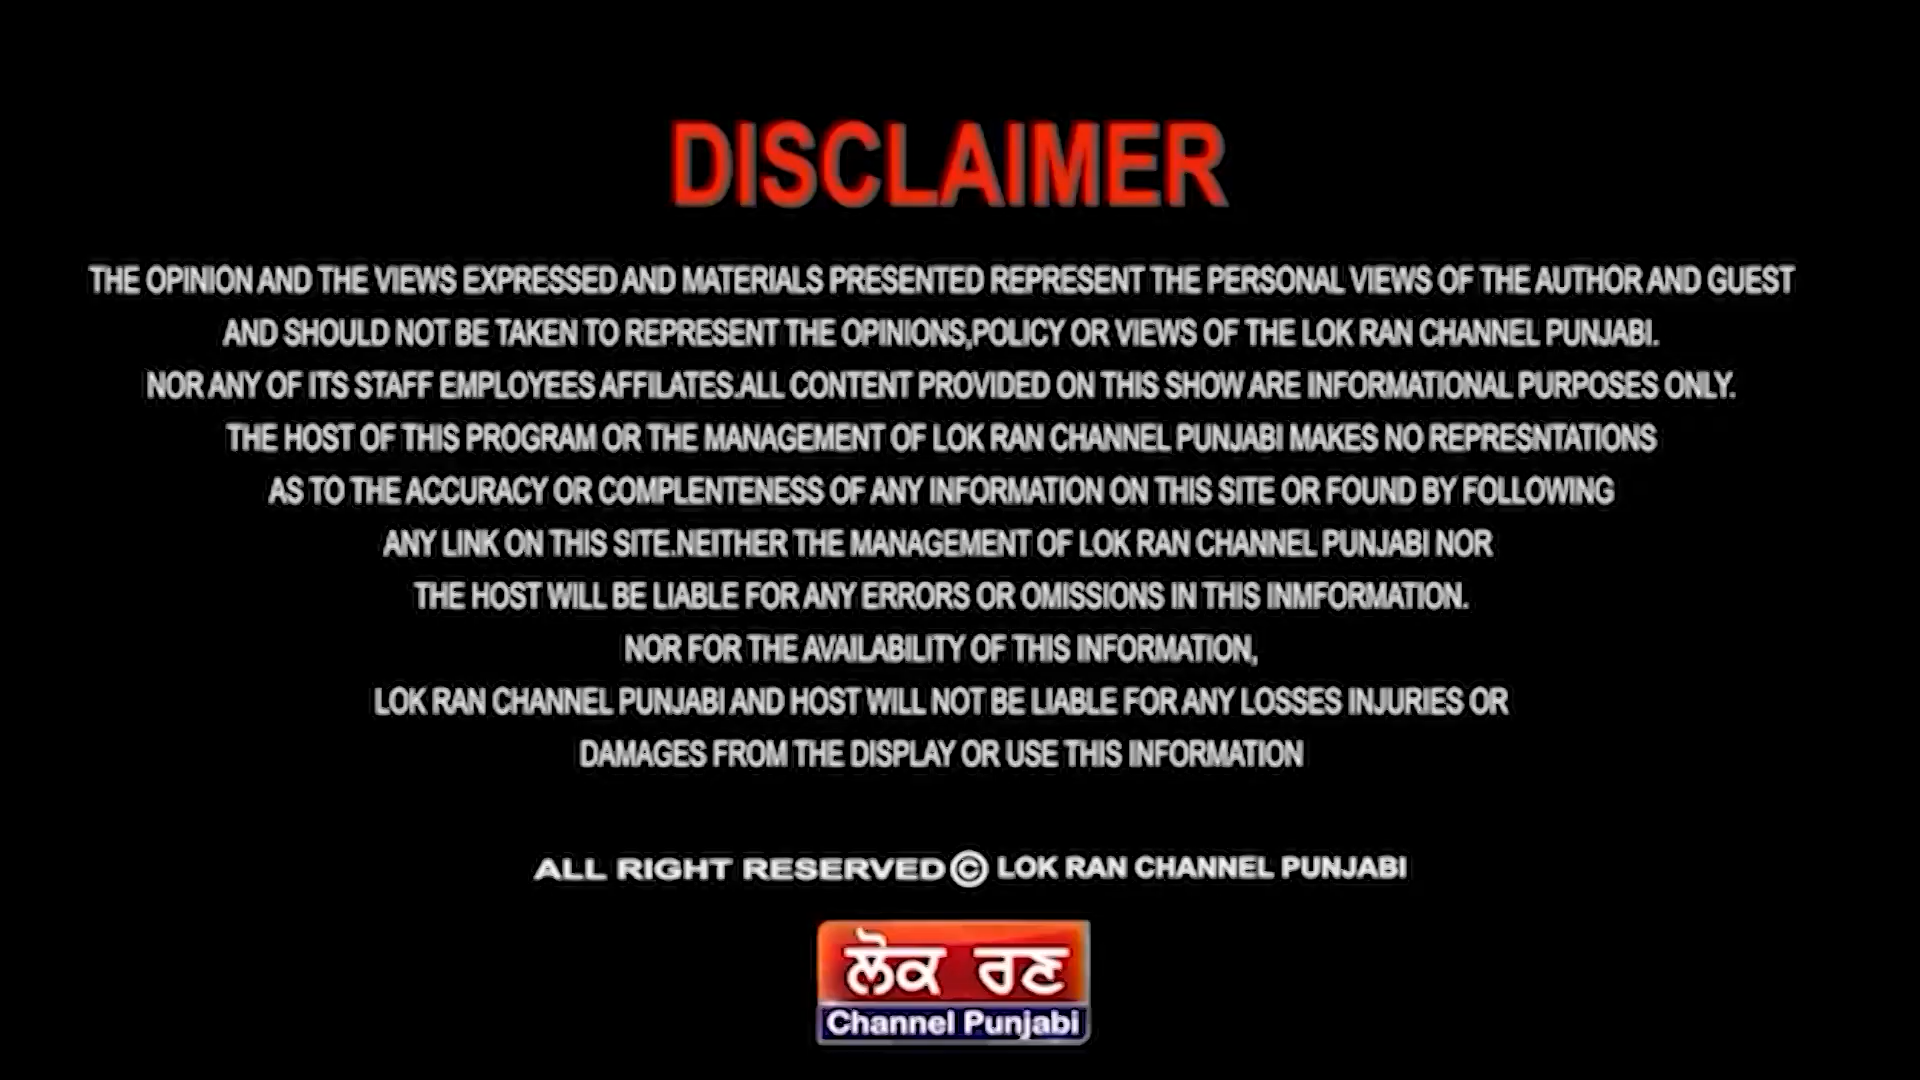 DISCLAIMER
THE OPINION AND THE VIEWS EXPRESSED AND MATERIALS PRESENTED REPRESENT THE PERSONAL VIEWS OF THE AUTHOR AND GUEST
AND SHOULD NOT BE TAKEN TO REPRESENT THE OPINIONS,POLICY OR VIEWS OF THE LOK RAN CHANNEL PUNJABI.
NOR ANY OF ITS STAFF EMPLOYEES AFFILATES.ALL CONTENT PROVIDED ON THIS SHOW ARE INFORMATIONAL PURPOSES ONLY.
THE HOST OF THIS PROGRAM OR THE MANAGEMENT OF LOK RAN CHANNEL PUNJABI MAKES NO REPRESNTATIONS
AS TO THE ACCURACY OR COMPLENTENESS OF ANY INFORMATION ON THIS SITE OR FOUND BY FOLLOWING
ANY LINK ON THIS SITE.NEITHER THE MANAGEMENT OF LOK RAN CHANNEL PUNJABI NOR
THE HOST WILL BE LIABLE FOR ANY ERRORS OR OMISSIONS IN THIS INMFORMATION.
NOR FOR THE AVAILABILITY OF THIS INFORMATION,
LOK RAN CHANNEL PUNJABI AND HOST WILL NOT BE LIABLE FOR ANY LOSSES INJURIES OR
DAMAGES FROM THE DISPLAY OR USE THIS INFORMATION
ALL RIGHT RESERVED © LOK RAN CHANNEL PUNJABI
ਲੋਕ ਰਣ
Channel Punjabi